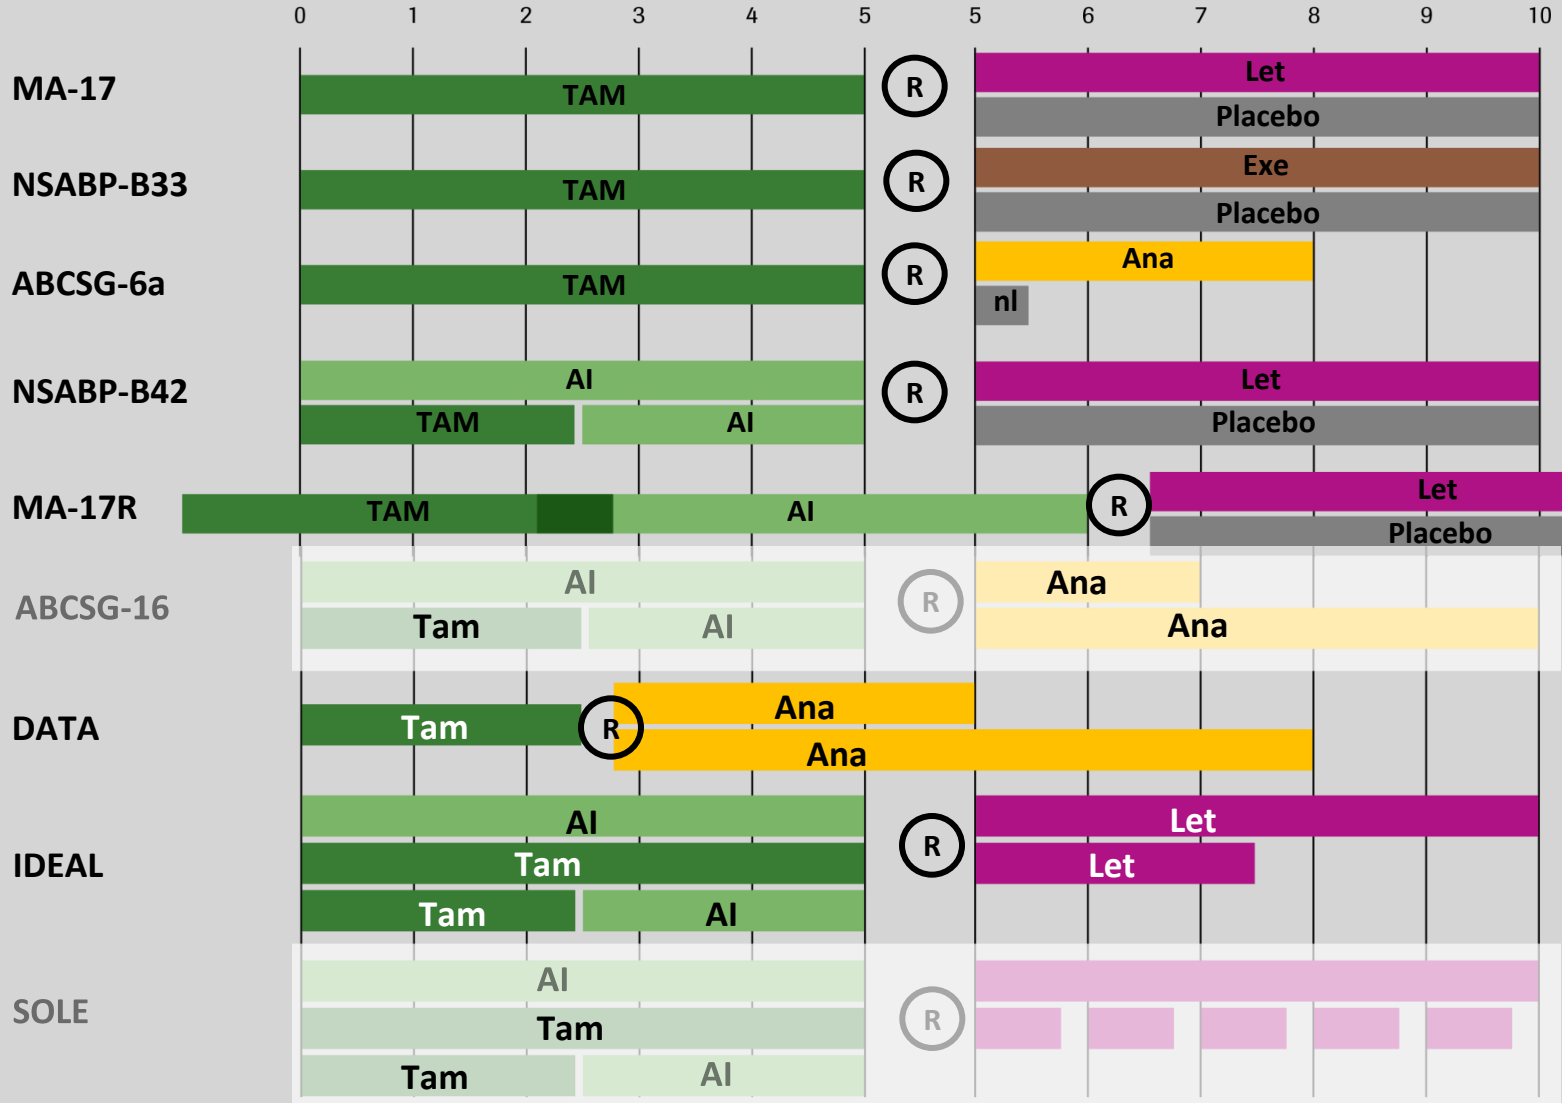 0 1 2 3 4 5 5 6 7 8 9 10
MA-17 TAM R Let
Placebo
NSABP-B33 TAM R Exe
Placebo
ABCSG-6a TAM R Ana
nl
NSABP-B42 AI R Let
TAM AI Placebo
MA-17R TAM AI R Let
Placebo
ABCSG-16 AI R Ana
Tam AI Ana
DATA Tam R Ana
Ana
IDEAL AI R Let
Tam Let
Tam AI
SOLE AI R
Tam
Tam AI